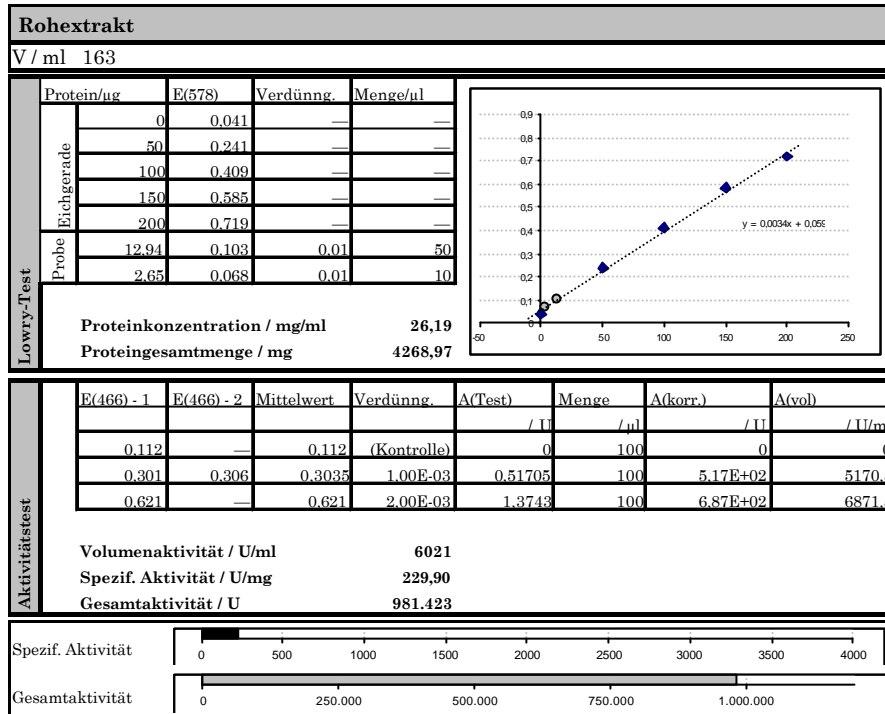 Rohextrakt
V / ml 163
Lowry-Test
Protein/µg E(578) Verdünng. Menge/µl
Eichgerade
0 0,041 — —
50 0,241 — —
100 0,409 — —
150 0,585 — —
200 0,719 — —
Probe
12,94 0,103 0,01 50
2,65 0,068 0,01 10
Proteinkonzentration / mg/ml 26,19
Proteingesamtmenge / mg 4268,97
0,9
0,8
0,7
0,6
0,5
0,4
0,3
0,2
0,1
0
y = 0,0034x + 0,059
-50 0 50 100 150 200 250
Aktivitätstest
E(466) - 1 E(466) - 2 Mittelwert Verdünng. A(Test) Menge A(korr.) A(vol)
/ U / µl / U / U/m
0,112 — 0,112 (Kontrolle) 0 100 0 0
0,301 0,306 0,3035 1,00E-03 0,51705 100 5,17E+02 5170,
0,621 — 0,621 2,00E-03 1,3743 100 6,87E+02 6871,
Volumenaktivität / U/ml 6021
Spezif. Aktivität / U/mg 229,90
Gesamtaktivität / U 981.423
Spezif. Aktivität 0 500 1000 1500 2000 2500 3000 3500 4000
Gesamtaktivität 0 250.000 500.000 750.000 1.000.000